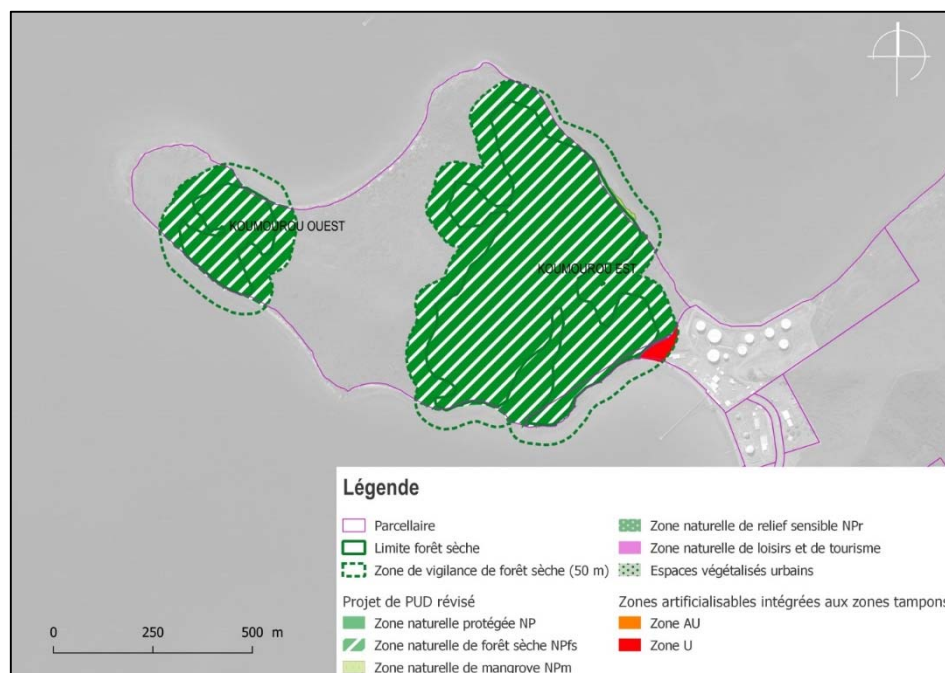 KOUMOUROU OUEST
KOUMOUROU EST
Légende
Parcellaire
Limite forêt sèche
Zone de vigilance de forêt sèche (50 m)
Projet de PUD révisé
Zone naturelle protégée NP
Zone naturelle de forêt sèche NPfs
Zone naturelle de mangrove NPm
Zone naturelle de relief sensible NPr
Zone naturelle de loisirs et de tourisme
Espaces végétalisés urbains
Zones artificialisables intégrées aux zones tampons
Zone AU
Zone U
0 250 500 m